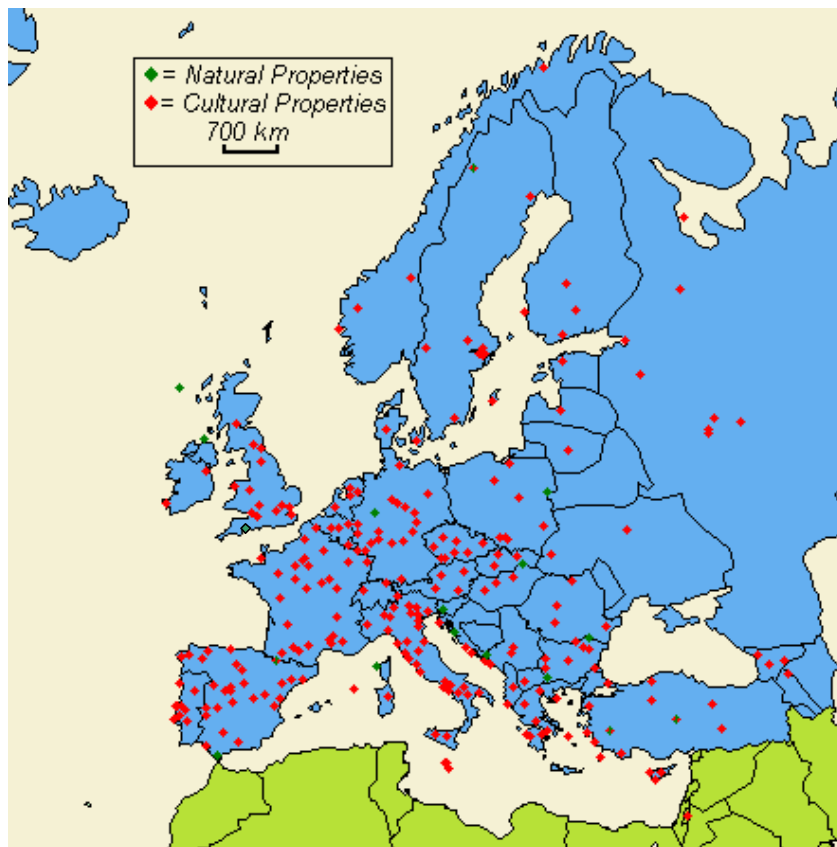 = Natural Properties
= Cultural Properties
700 km